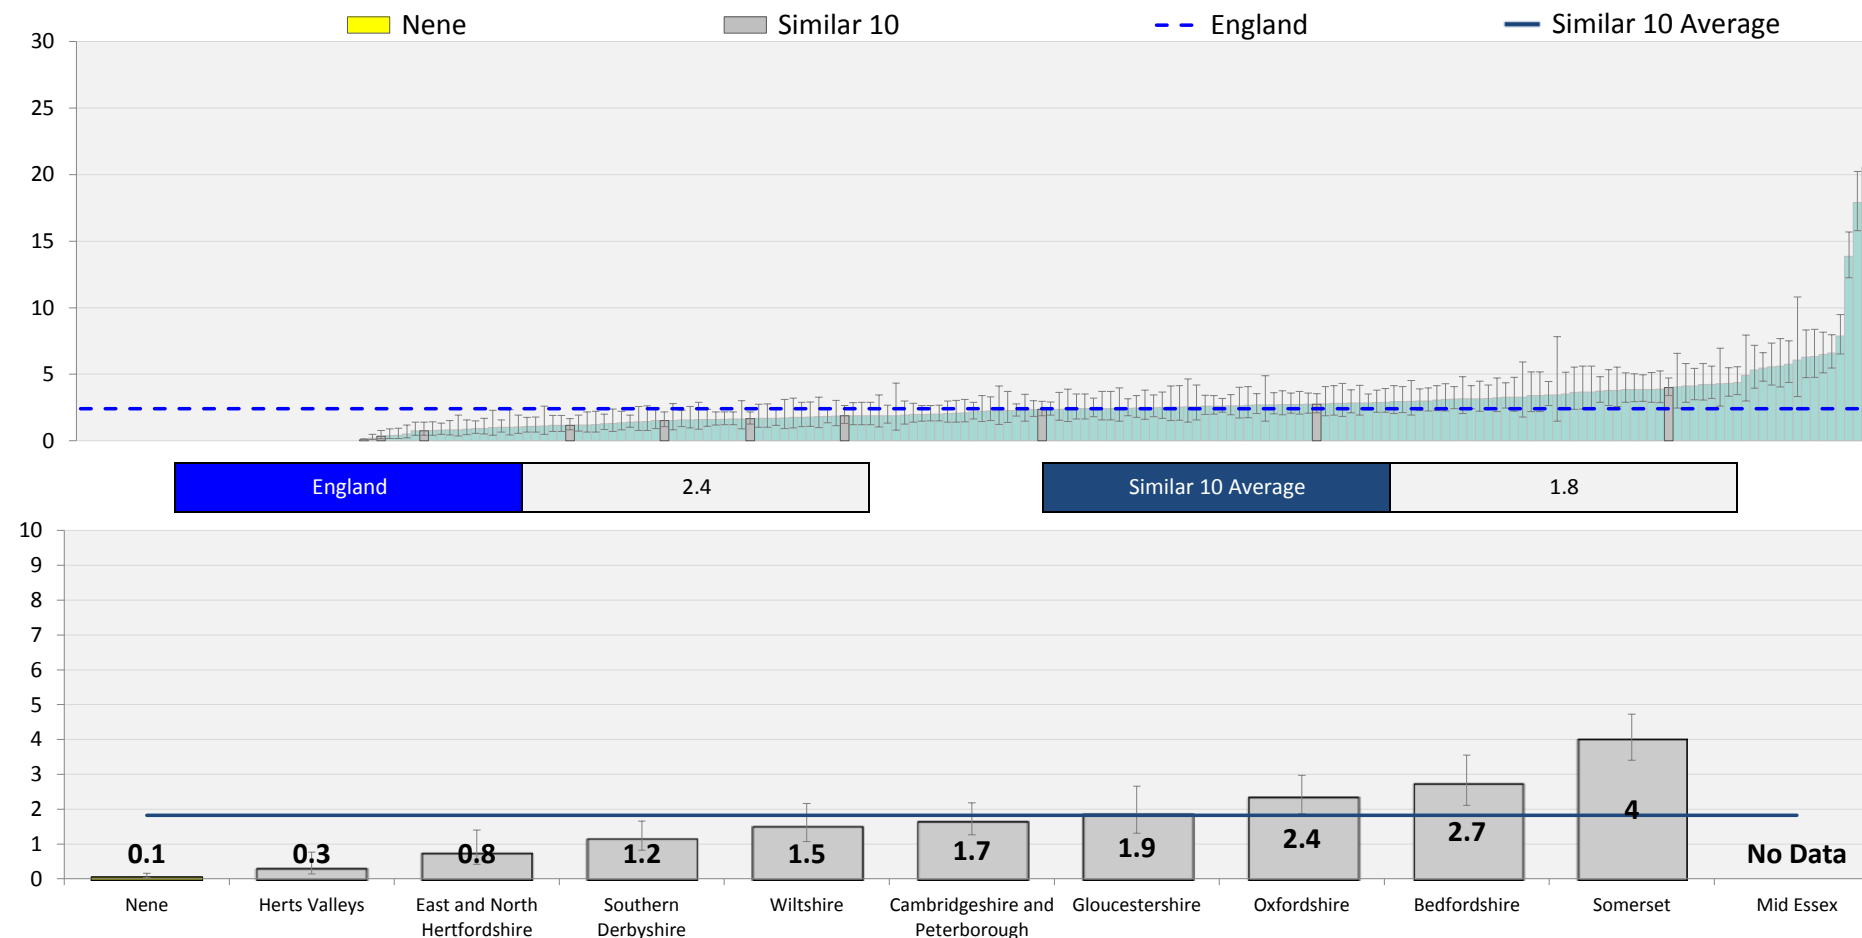 Nene
Similar 10
England
Similar 10 Average
30
25
20
15
10
5
0
England
2.4
Similar 10 Average
1.8
10
9
8
7
6
5
4
3
2
1
0
0.1
0.3
0.8
1.2
1.5
1.7
1.9
2.4
2.7
4
No Data
Nene
Herts Valleys
East and North
Hertfordshire
Southern
Derbyshire
Wiltshire
Cambridgeshire and
Peterborough
Gloucestershire
Oxfordshire
Bedfordshire
Somerset
Mid Essex